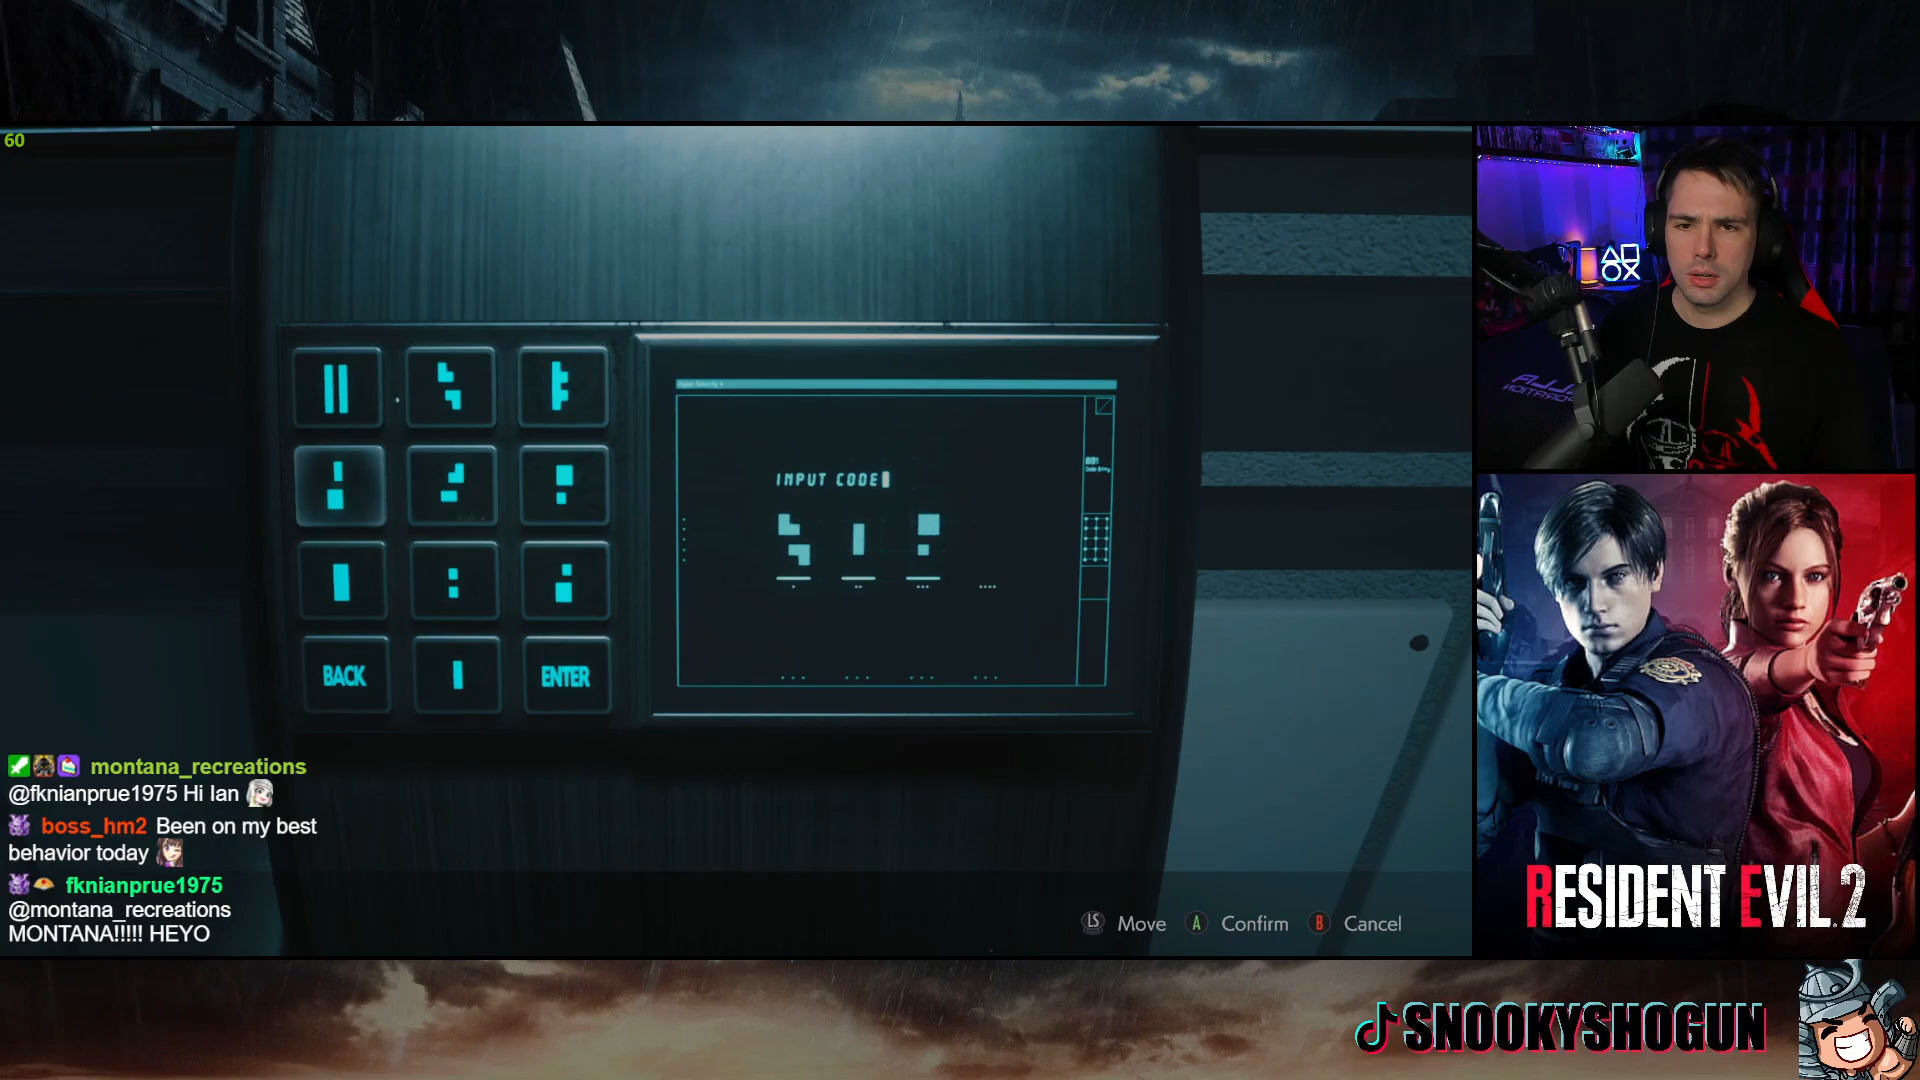 60
INPUT CODE
BACK
ENTER
montana_recreations
@fknianprue1975 Hi Ian
boss_hm2 Been on my best
behavior today
fknianprue1975
@montana_recreations
MONTANA!!!!! HEYO
LS Move A Confirm B Cancel
RESIDENT EVIL.2
SNOOKYSHOGUN